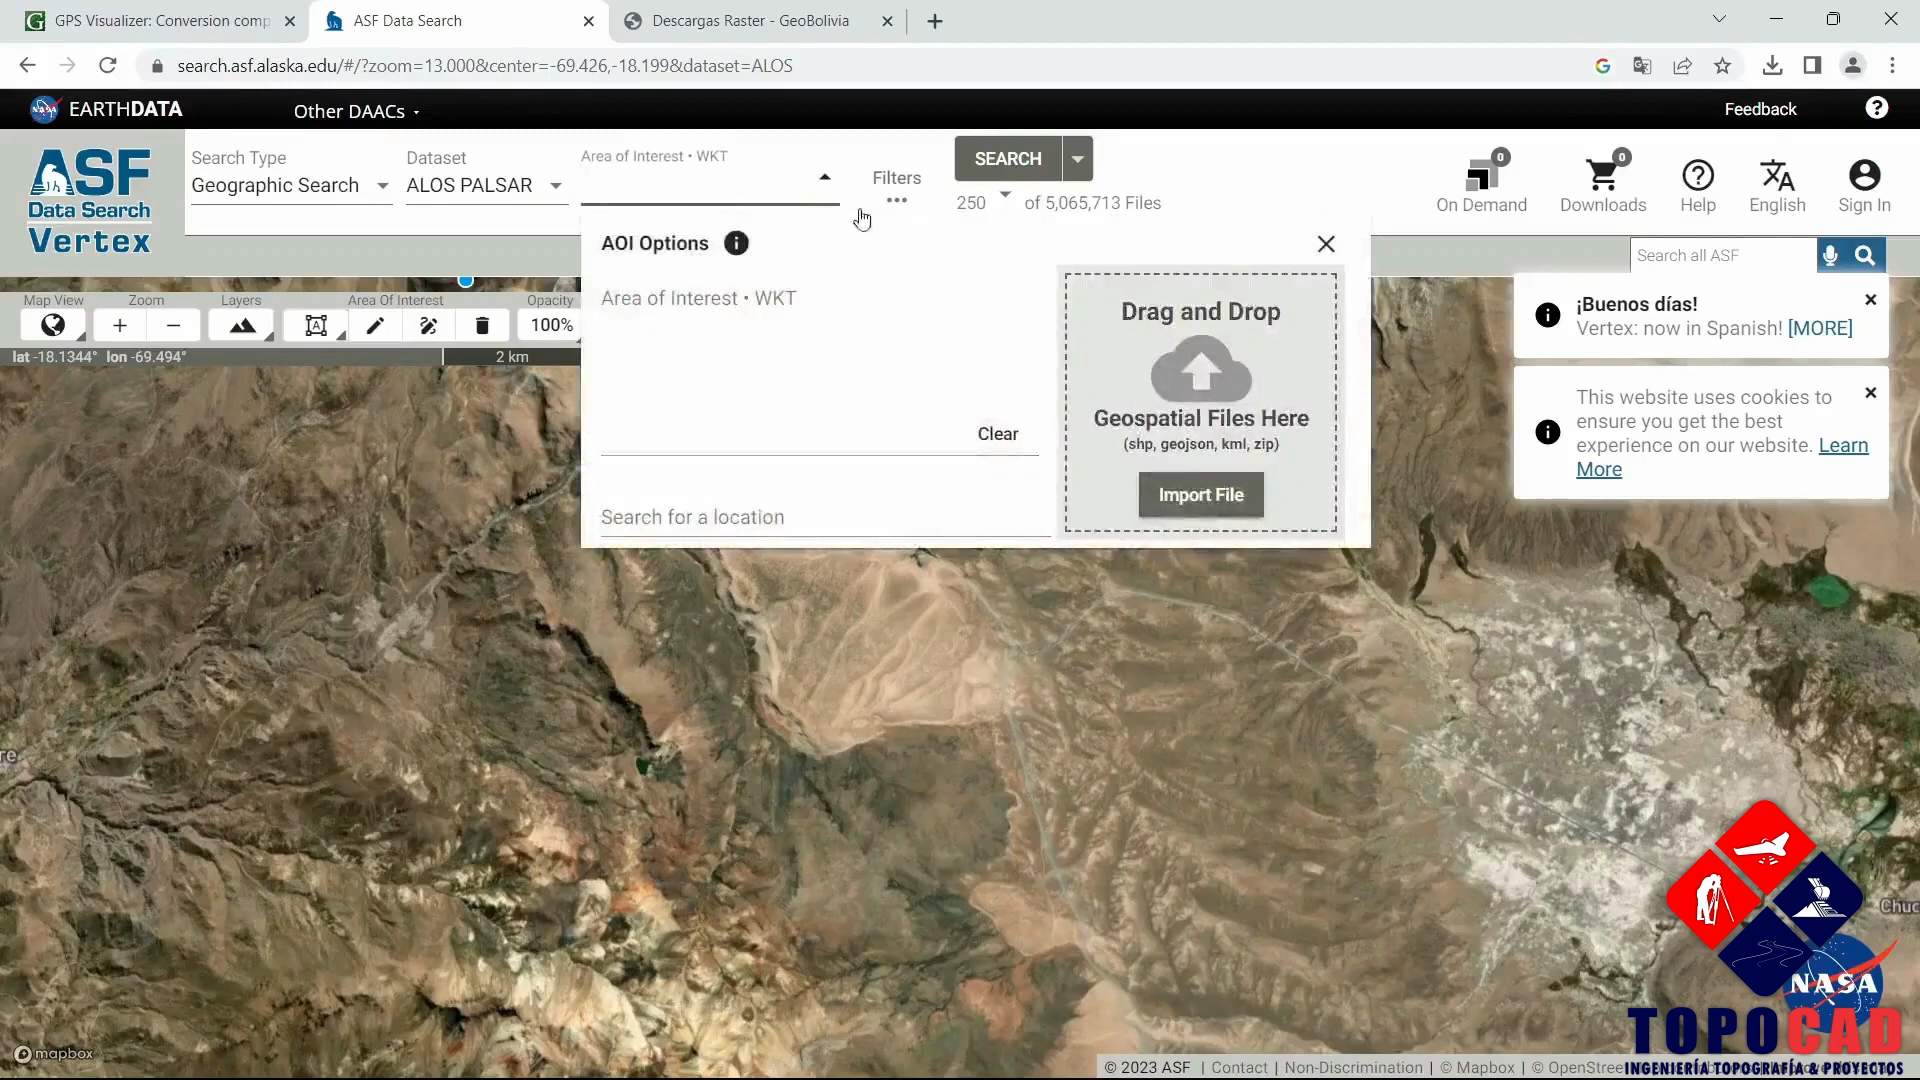 GPS Visualizer: Conversion comp
ASF Data Search
Descargas Raster - GeoBolivia
search.asf.alaska.edu/#/?zoom=13.000&center=-69.426,-18.199&dataset=ALOS
NASA
EARTHDATA
Other DAACs
Feedback
ASF
Data Search
Vertex
Search Type
Geographic Search
Dataset
ALOS PALSAR
Area of Interest • WKT
Filters
SEARCH
250 of 5,065,713 Files
0
On Demand
0
Downloads
Help
English
Sign In
Search all ASF
AOI Options
Area of Interest • WKT
Clear
Search for a location
Drag and Drop
Geospatial Files Here
(shp, geojson, kml, zip)
Import File
Map View
Zoom
Layers
Area Of Interest
Opacity
100%
lat -18.1344° lon -69.494°
2 km
¡Buenos días!
Vertex: now in Spanish! [MORE]
This website uses cookies to
ensure you get the best
experience on our website. Learn
More
re
Chuc
NASA
TOPOCAD
INGENIERÍA TOPOGRAFÍA & PROYECTOS
mapbox
© 2023 ASF | Contact | Non-Discrimination | © Mapbox | © OpenStree